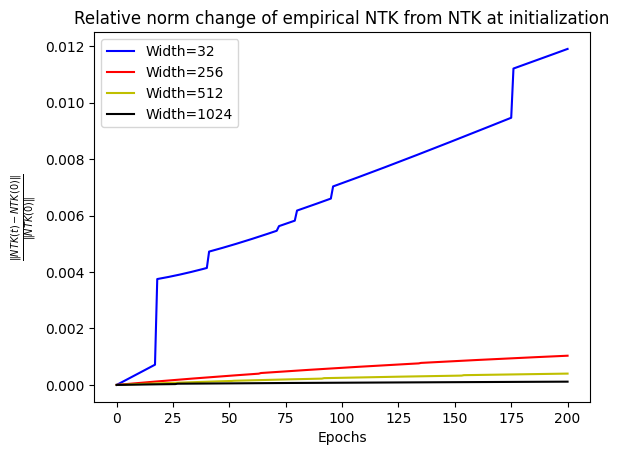 Relative norm change of empirical NTK from NTK at initialization
0.012
0.010
0.008
0.006
0.004
0.002
0.000
||NTK(t) − NTK(0)||
||NTK(0)||
Width=32
Width=256
Width=512
Width=1024
0 25 50 75 100 125 150 175 200
Epochs